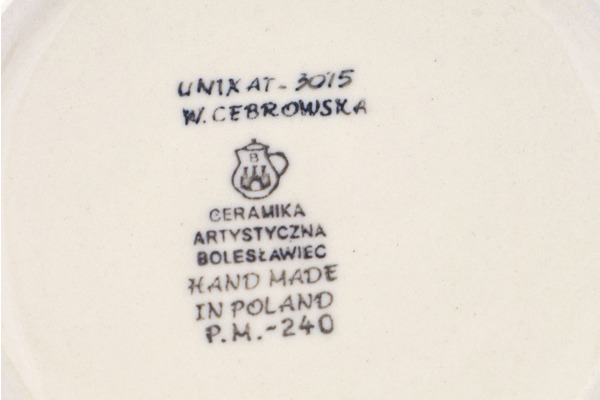 UNIKAT-3015
W.CEBROWSKA
B
CERAMIKA
ARTYSTYCZNA
BOLESŁAWIEC
HAND MADE
IN POLAND
P.M.-240